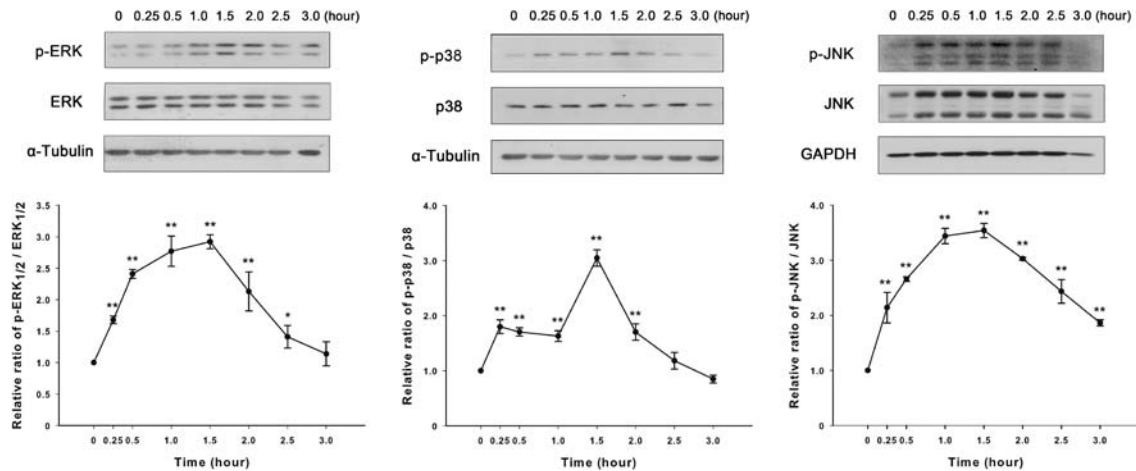 0 0.25 0.5 1.0 1.5 2.0 2.5 3.0 (hour)
p-ERK
ERK
α-Tubulin
Relative ratio of p-ERK1/2 / ERK1/2
3.5
3.0
2.5
2.0
1.5
1.0
0.5
0
** ** ** ** ** *
0 0.25 0.5 1.0 1.5 2.0 2.5 3.0
Time (hour)
0 0.25 0.5 1.0 1.5 2.0 2.5 3.0 (hour)
p-p38
p38
α-Tubulin
Relative ratio of p-p38 / p38
4.0
3.0
2.0
1.0
0
** ** ** ** **
0 0.25 0.5 1.0 1.5 2.0 2.5 3.0
Time (hour)
0 0.25 0.5 1.0 1.5 2.0 2.5 3.0 (hour)
p-JNK
JNK
GAPDH
Relative ratio of p-JNK / JNK
4.0
3.0
2.0
1.0
0
** ** ** ** ** ** **
0 0.25 0.5 1.0 1.5 2.0 2.5 3.0
Time (hour)